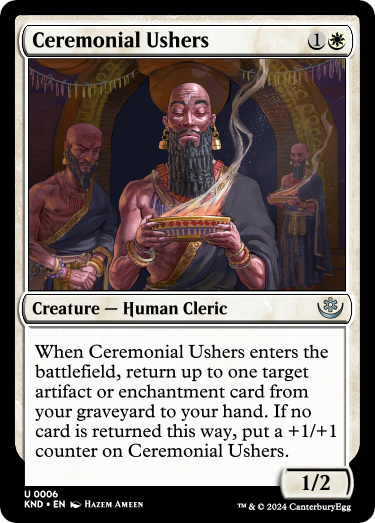 Ceremonial Ushers 1
Creature — Human Cleric
When Ceremonial Ushers enters the
battlefield, return up to one target
artifact or enchantment card from
your graveyard to your hand. If no
card is returned this way, put a +1/+1
counter on Ceremonial Ushers.
1/2
U 0006
KND • EN Hazem Ameen
™ & © 2024 CanterburyEgg